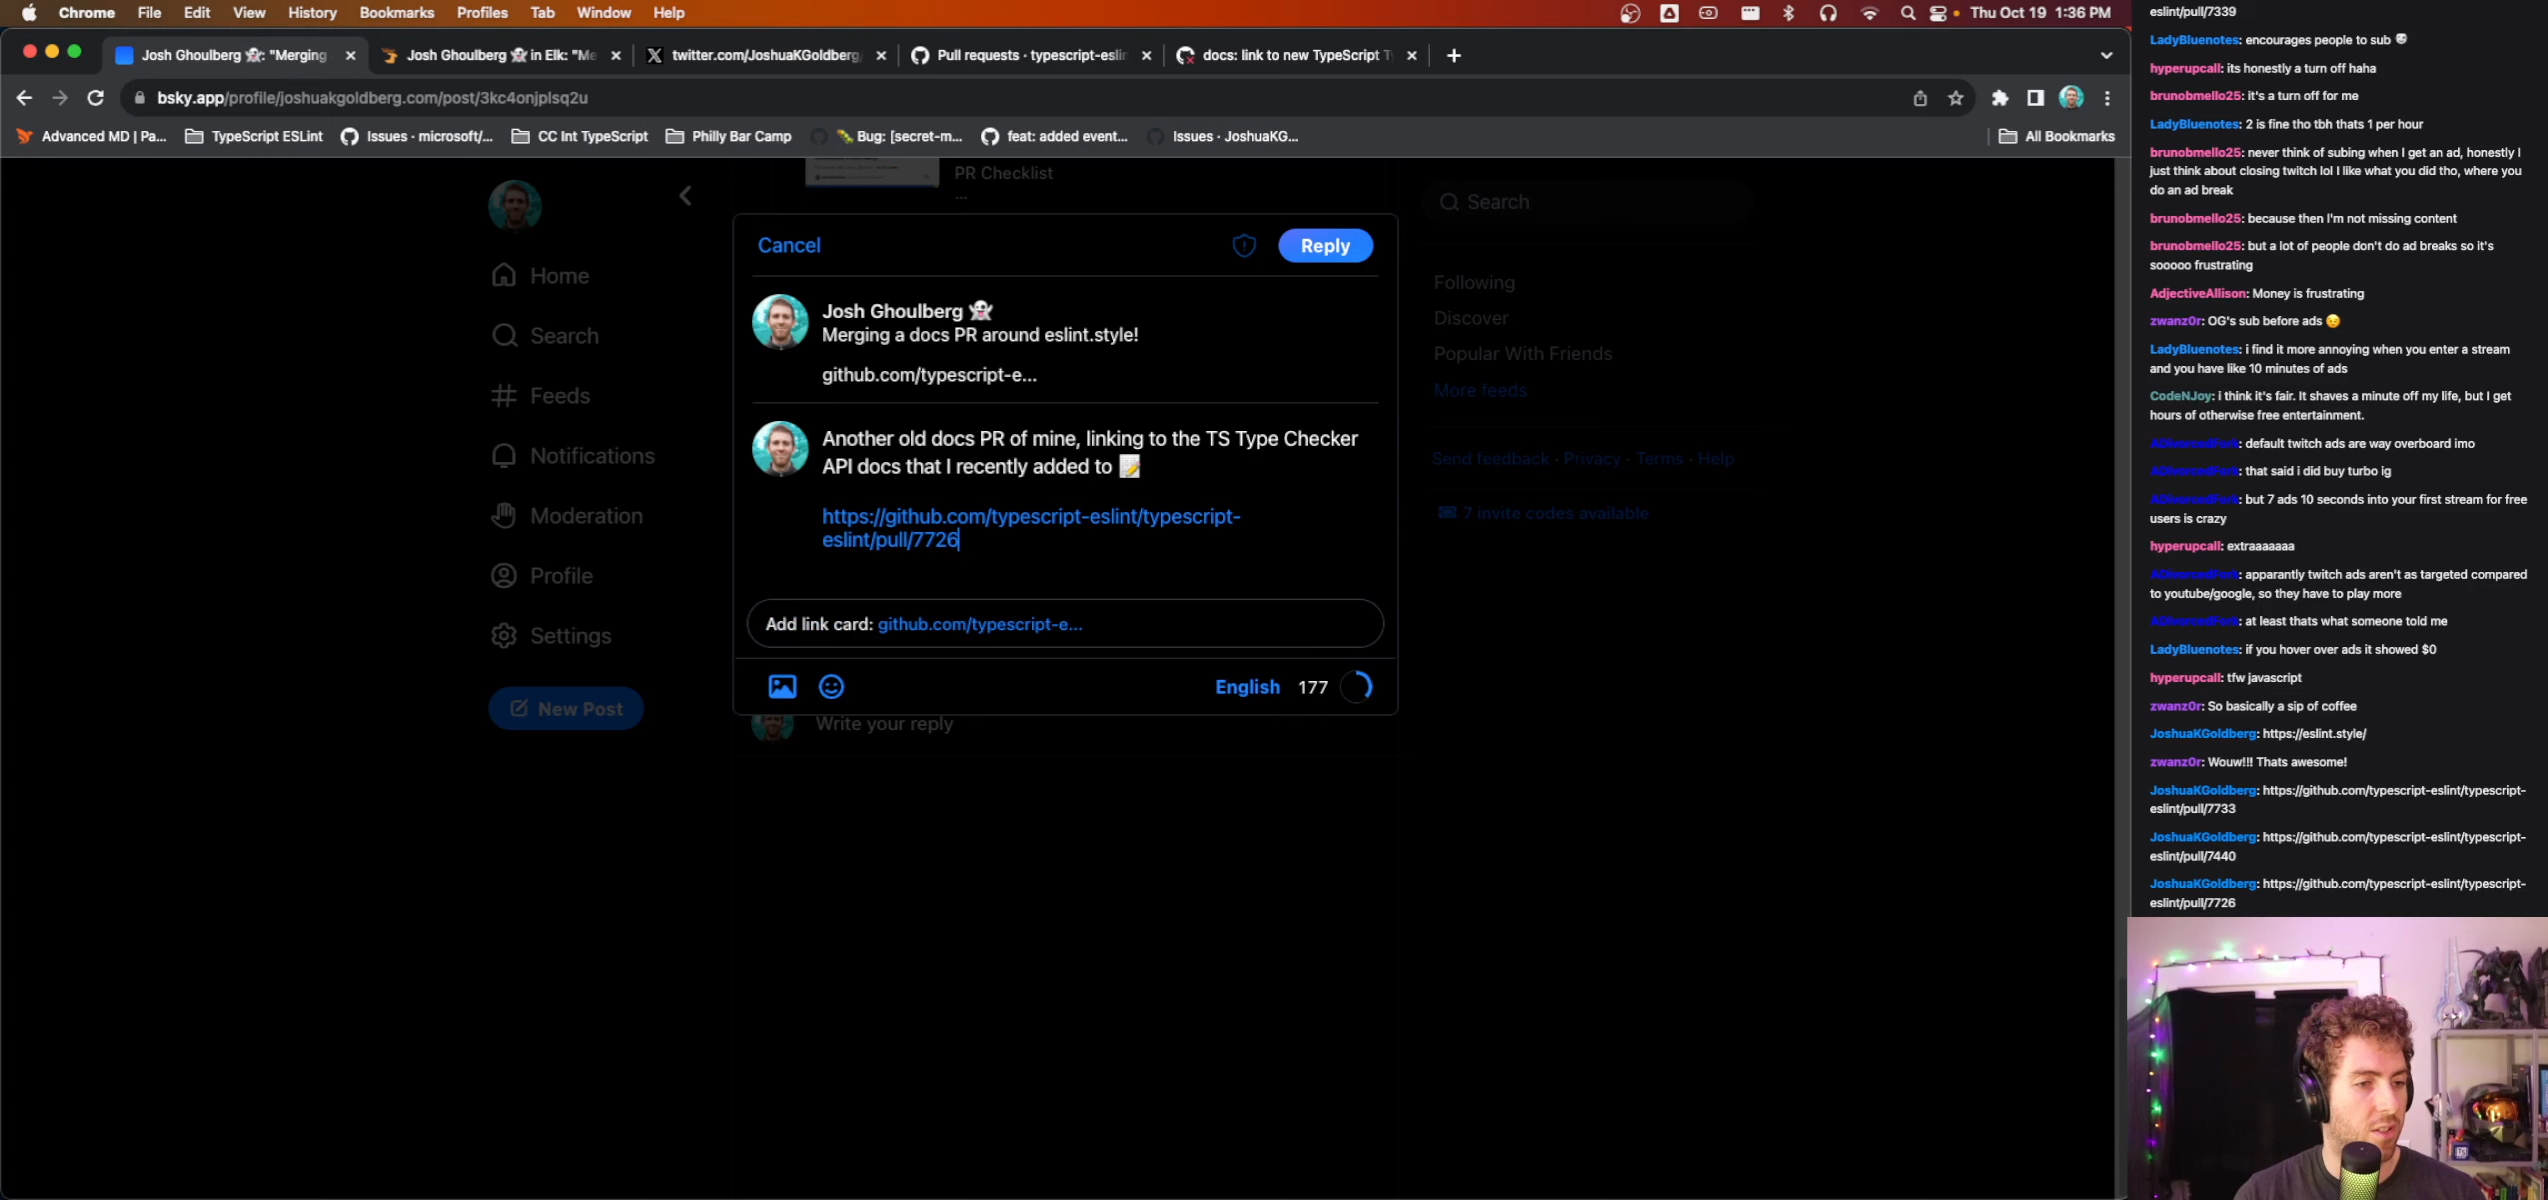 Chrome File Edit View History Bookmarks Profiles Tab Window Help
Thu Oct 19 1:36 PM
Josh Ghoulberg 👻: "Merging
Josh Ghoulberg 👻 in Elk: "Me
twitter.com/JoshuaKGoldberg
Pull requests · typescript-eslin
docs: link to new TypeScript T
bsky.app/profile/joshuakgoldberg.com/post/3kc4onjplsq2u
Advanced MD | Pa...
TypeScript ESLint
Issues · microsoft/...
CC Int TypeScript
Philly Bar Camp
🐛 Bug: [secret-m...
feat: added event...
Issues · JoshuaKG...
All Bookmarks
Home
Search
Feeds
Notifications
Moderation
Profile
Settings
New Post
PR Checklist
...
Cancel
Reply
Josh Ghoulberg 👻
Merging a docs PR around eslint.style!
github.com/typescript-e...
Another old docs PR of mine, linking to the TS Type Checker
API docs that I recently added to 📝
https://github.com/typescript-eslint/typescript-
eslint/pull/7726
Add link card: github.com/typescript-e...
English 177
Write your reply
Search
Following
Discover
Popular With Friends
More feeds
Send feedback · Privacy · Terms · Help
7 invite codes available
eslint/pull/7339
LadyBluenotes: encourages people to sub
hyperupcall: its honestly a turn off haha
brunobmello25: it's a turn off for me
LadyBluenotes: 2 is fine tho tbh thats 1 per hour
brunobmello25: never think of subing when I get an ad, honestly I
just think about closing twitch lol I like what you did tho, where you
do an ad break
brunobmello25: because then I'm not missing content
brunobmello25: but a lot of people don't do ad breaks so it's
sooooo frustrating
AdjectiveAllison: Money is frustrating
zwanz0r: OG's sub before ads 😉
LadyBluenotes: i find it more annoying when you enter a stream
and you have like 10 minutes of ads
CodeNJoy: i think it's fair. It shaves a minute off my life, but I get
hours of otherwise free entertainment.
ADivorcedFork: default twitch ads are way overboard imo
ADivorcedFork: that said i did buy turbo ig
ADivorcedFork: but 7 ads 10 seconds into your first stream for free
users is crazy
hyperupcall: extraaaaaaa
ADivorcedFork: apparantly twitch ads aren't as targeted compared
to youtube/google, so they have to play more
ADivorcedFork: at least thats what someone told me
LadyBluenotes: if you hover over ads it showed $0
hyperupcall: tfw javascript
zwanz0r: So basically a sip of coffee
JoshuaKGoldberg: https://eslint.style/
zwanz0r: Wouw!!! Thats awesome!
JoshuaKGoldberg: https://github.com/typescript-eslint/typescript-
eslint/pull/7733
JoshuaKGoldberg: https://github.com/typescript-eslint/typescript-
eslint/pull/7440
JoshuaKGoldberg: https://github.com/typescript-eslint/typescript-
eslint/pull/7726